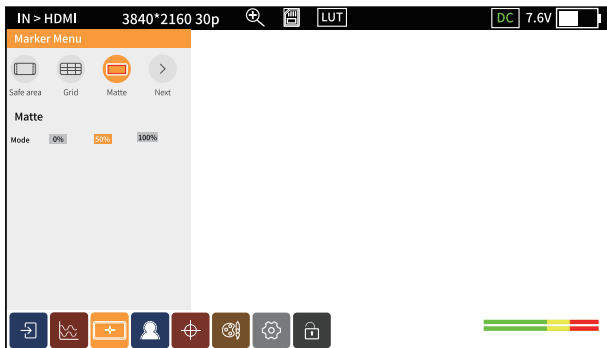 IN > HDMI 3840*2160 30p LUT DC 7.6V
Marker Menu
Safe area Grid Matte Next
Matte
Mode 0% 50% 100%